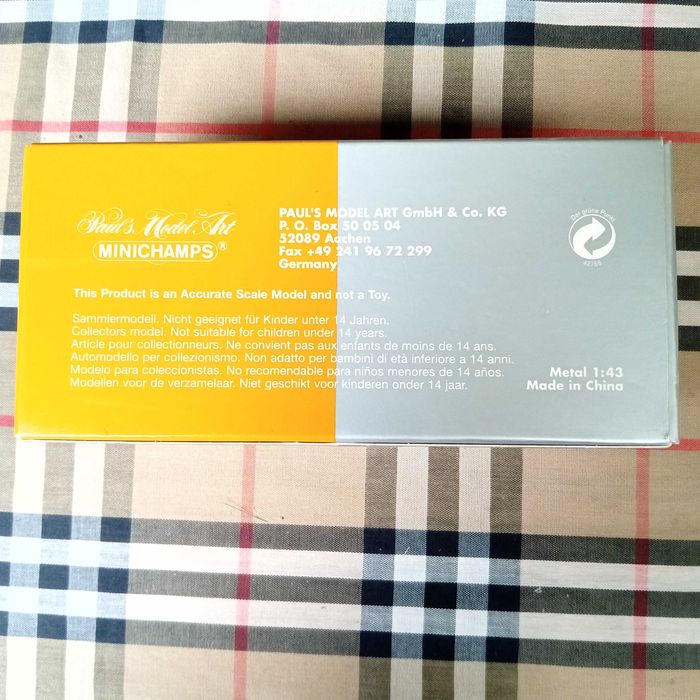 Paul's Model Art
MINICHAMPS®
PAUL'S MODEL ART GmbH & Co. KG
P. O. Box 50 05 04
52089 Aachen
Fax +49 241 96 72 299
Germany
Der grüne Punkt
42765
This Product is an Accurate Scale Model and not a Toy.
Sammlermodell. Nicht geeignet für Kinder unter 14 Jahren.
Collectors model. Not suitable for children under 14 years.
Article pour collectionneurs. Ne convient pas aux enfants de moins de 14 ans.
Automodello per collezionismo. Non adatto per bambini di età inferiore a 14 anni.
Modelo para coleccionistas. No recomendable para niños menores de 14 años.
Modellen voor de verzamelaar. Niet geschikt voor kinderen onder 14 jaar.
Metal 1:43
Made in China